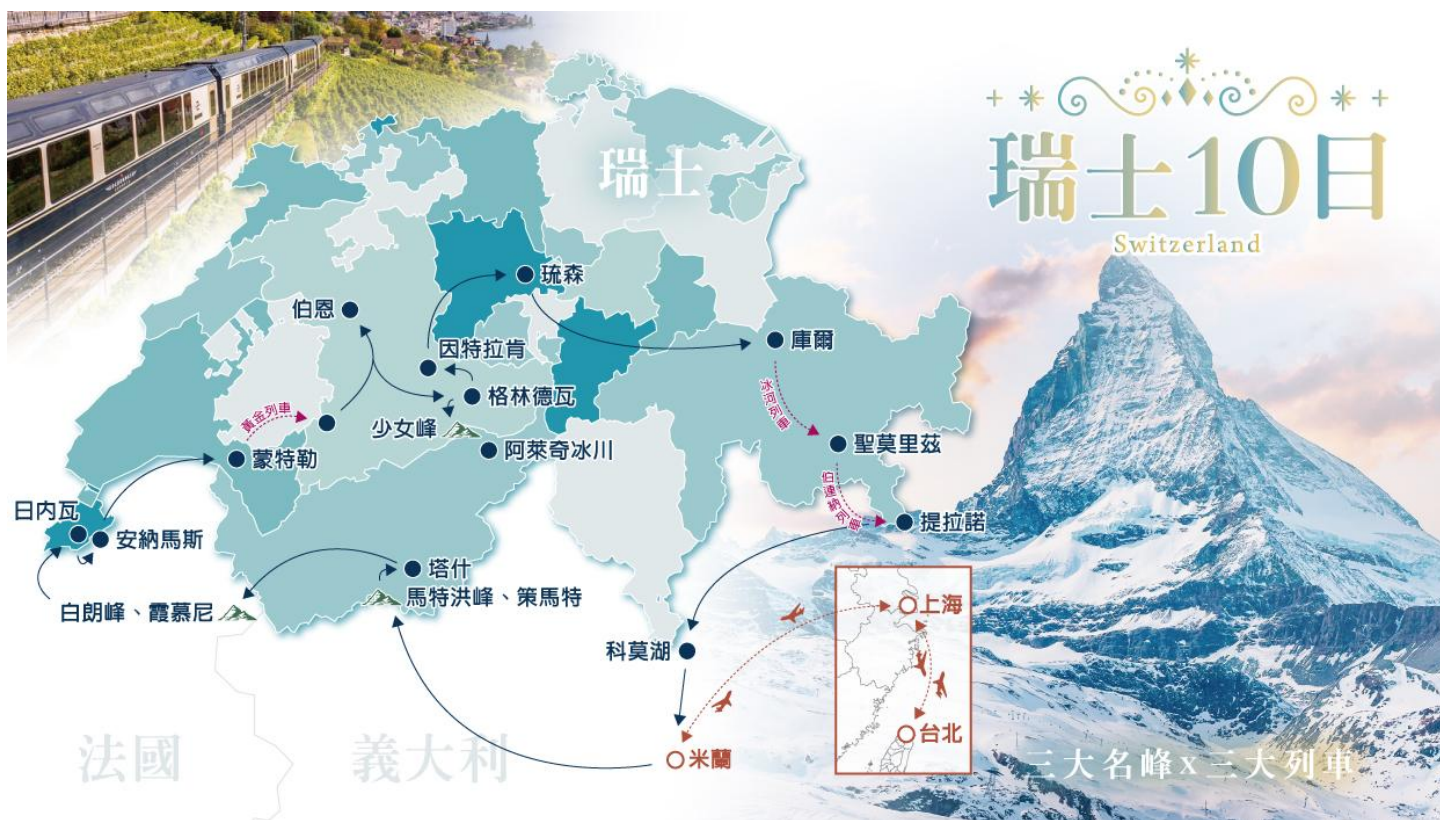 瑞士10日
Switzerland
瑞士
琉森
伯恩
庫爾
因特拉肯
冰河列車
格林德瓦
黃金列車
少女峰
聖莫里茲
阿萊奇冰川
蒙特勒
伯連納列車
日内瓦
提拉諾
安納馬斯
塔什
馬特洪峰、策馬特
白朗峰、霞慕尼
上海
科莫湖
台北
米蘭
法國
義大利
三大名峰x三大列車